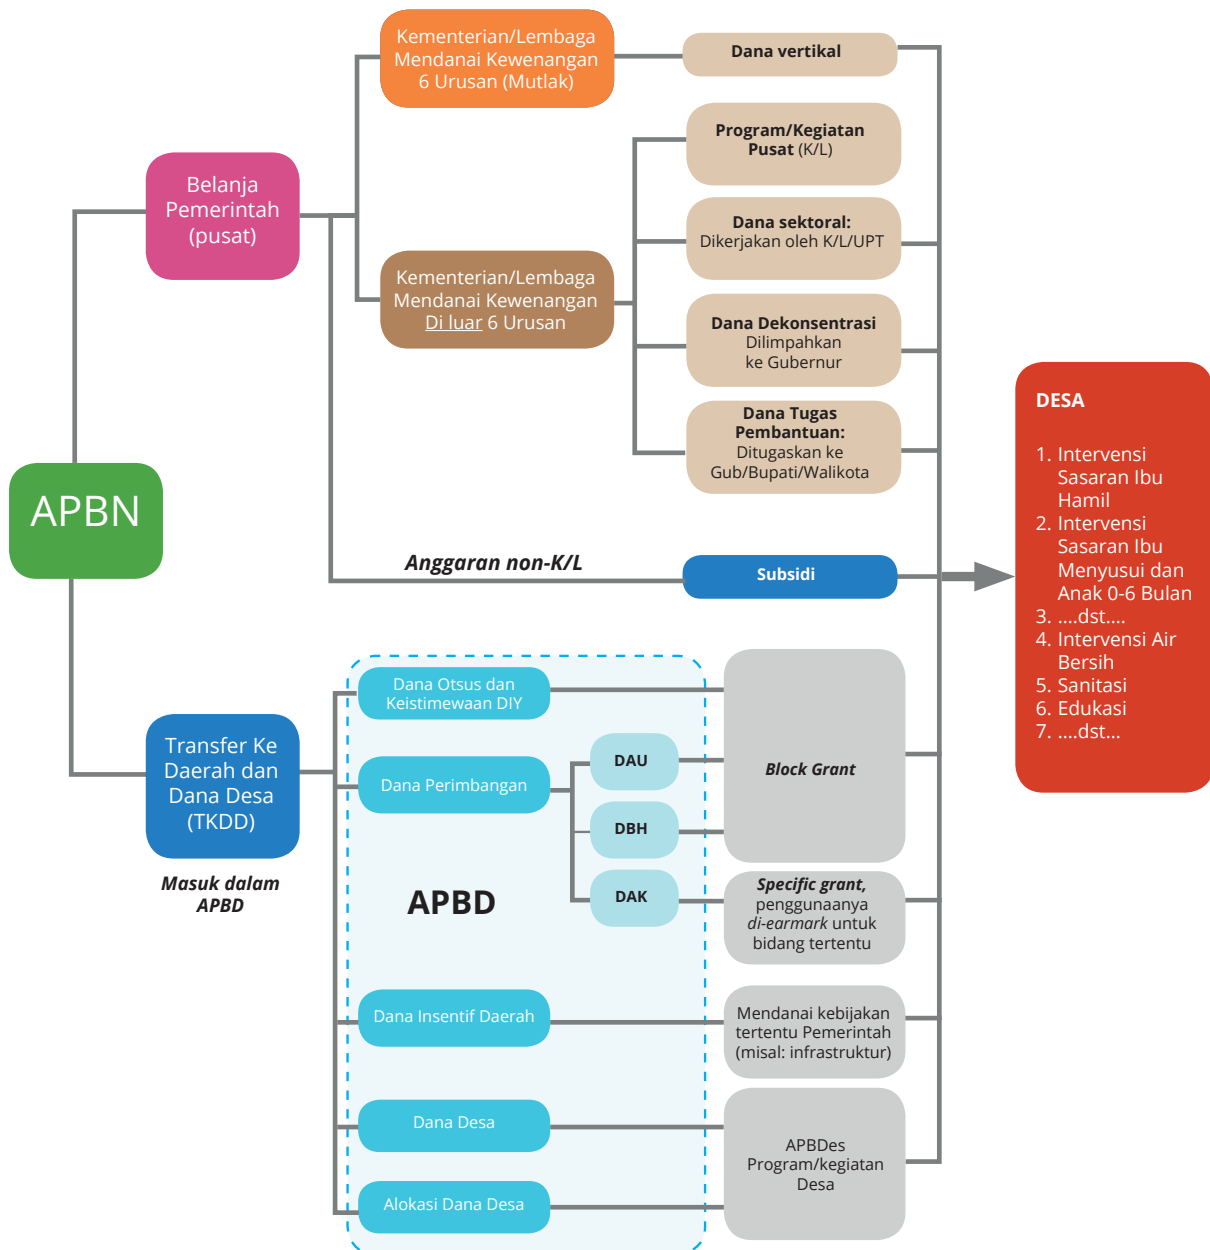 Kementerian/Lembaga
Mendanai Kewenangan
6 Urusan (Mutlak)
Dana vertikal
Program/Kegiatan
Pusat (K/L)
Belanja
Pemerintah
(pusat)
Dana sektoral:
Dikerjakan oleh K/L/UPT
Kementerian/Lembaga
Mendanai Kewenangan
Di luar 6 Urusan
Dana Dekonsentrasi
Dilimpahkan
ke Gubernur
Dana Tugas
Pembantuan:
Ditugaskan ke
Gub/Bupati/Walikota
APBN
Anggaran non-K/L
Subsidi
DESA
1. Intervensi
Sasaran Ibu
Hamil
2. Intervensi
Sasaran Ibu
Menyusui dan
Anak 0-6 Bulan
3. ....dst....
4. Intervensi Air
Bersih
5. Sanitasi
6. Edukasi
7. ....dst...
Transfer Ke
Daerah dan
Dana Desa
(TKDD)
Masuk dalam
APBD
Dana Otsus dan
Keistimewaan DIY
Dana Perimbangan
DAU
DBH
DAK
Block Grant
APBD
Specific grant,
penggunaanya
di-earmark untuk
bidang tertentu
Dana Insentif Daerah
Mendanai kebijakan
tertentu Pemerintah
(misal: infrastruktur)
Dana Desa
Alokasi Dana Desa
APBDes
Program/kegiatan
Desa